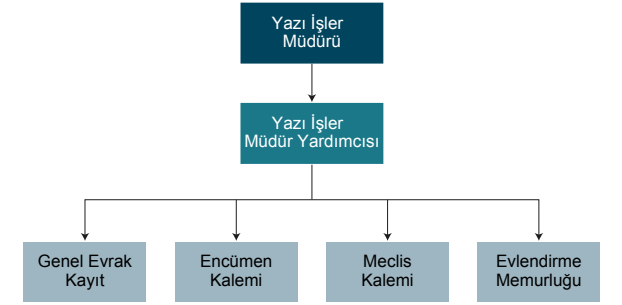 Yazı İşler
Müdürü
Yazı İşler
Müdür Yardımcısı
Genel Evrak
Kayıt
Encümen
Kalemi
Meclis
Kalemi
Evlendirme
Memurluğu